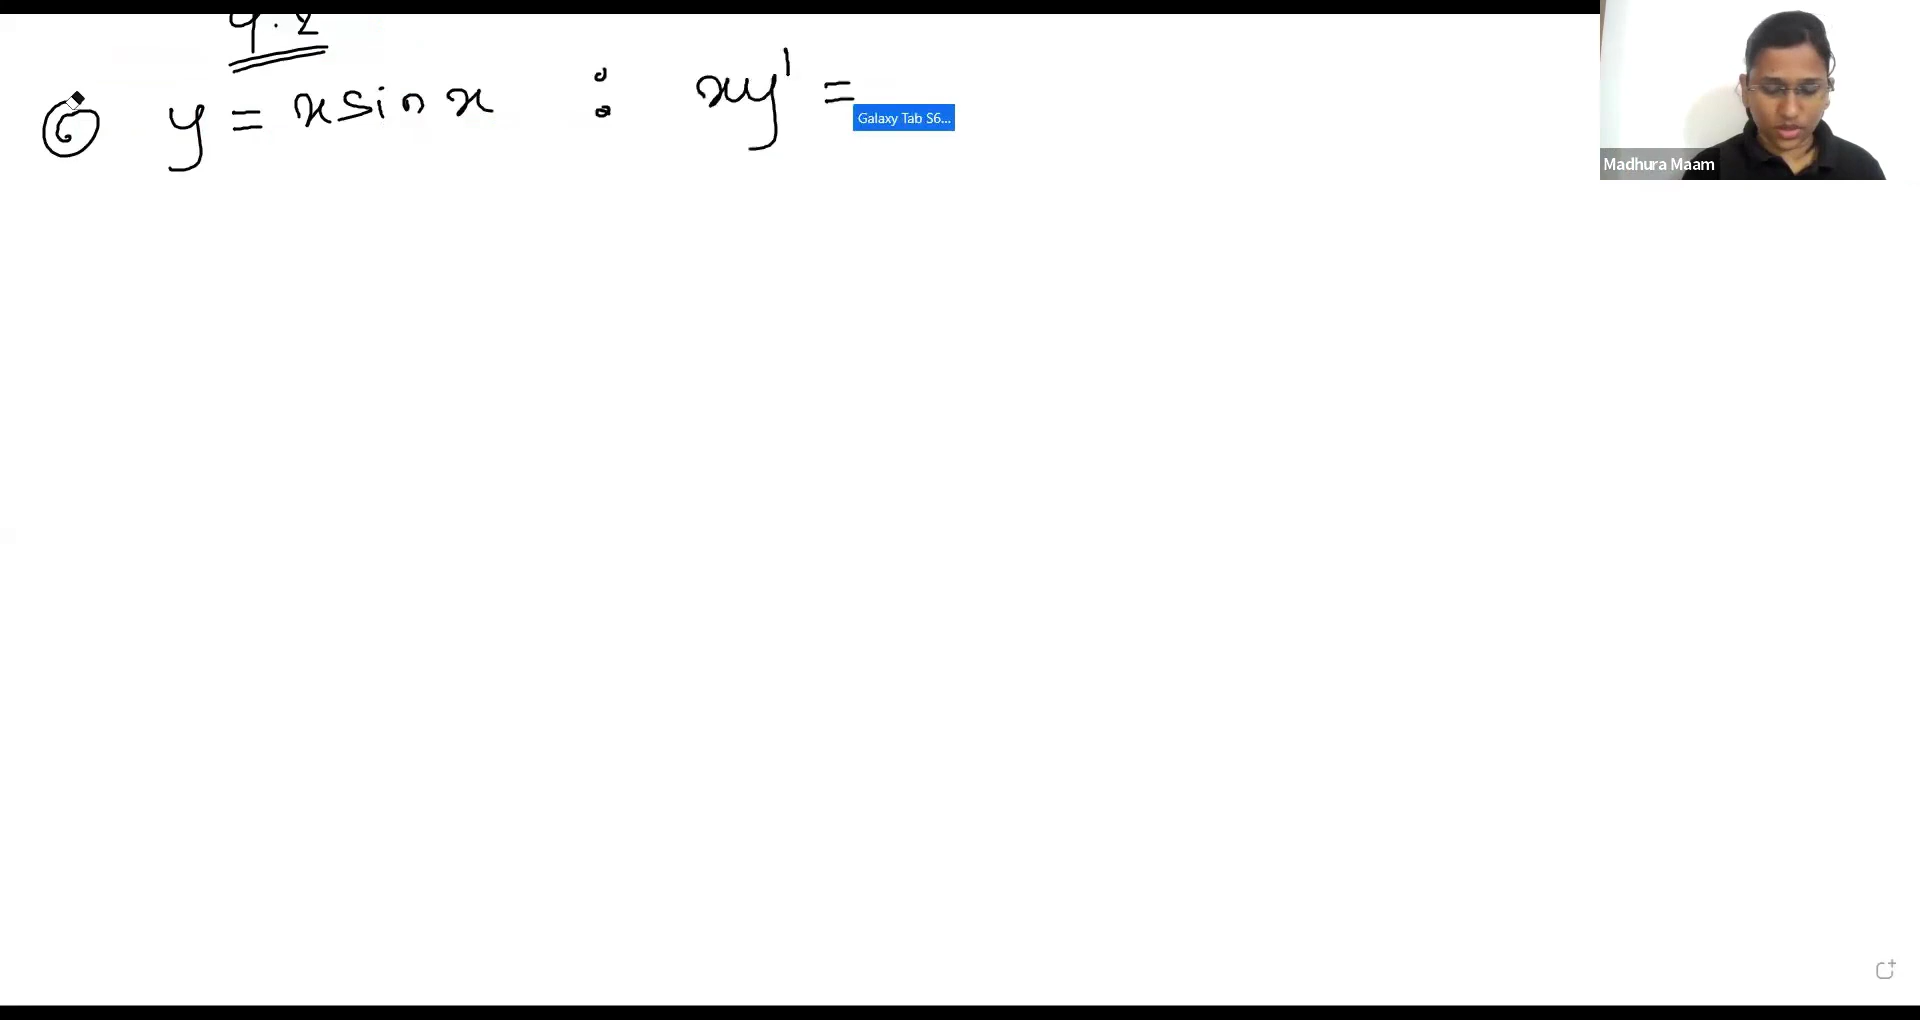 9.2
⑥ y = x sin x : xy' =
Galaxy Tab S6...
Madhura Maam